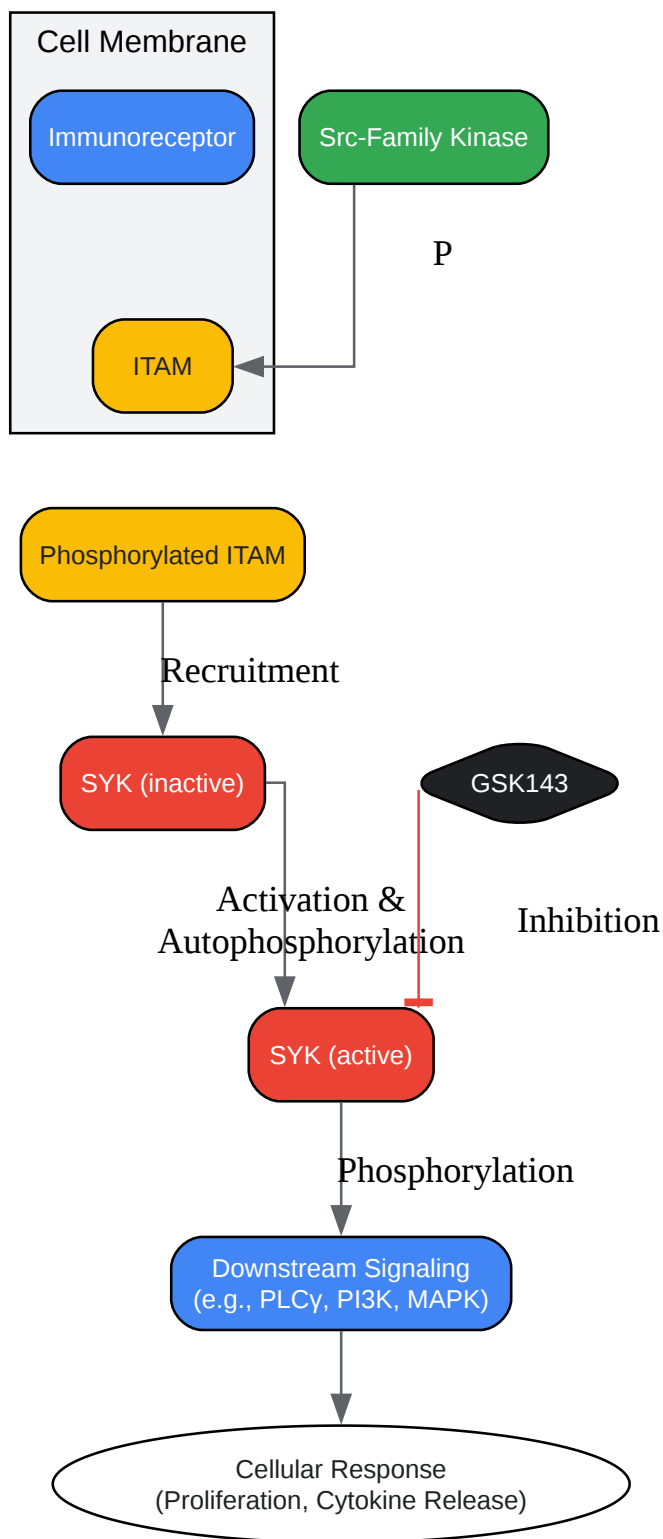 Cell Membrane
Immunoreceptor
Src-Family Kinase
P
ITAM
Phosphorylated ITAM
Recruitment
SYK (inactive)
GSK143
Activation &
Autophosphorylation
Inhibition
SYK (active)
Phosphorylation
Downstream Signaling
(e.g., PLCγ, PI3K, MAPK)
Cellular Response
(Proliferation, Cytokine Release)